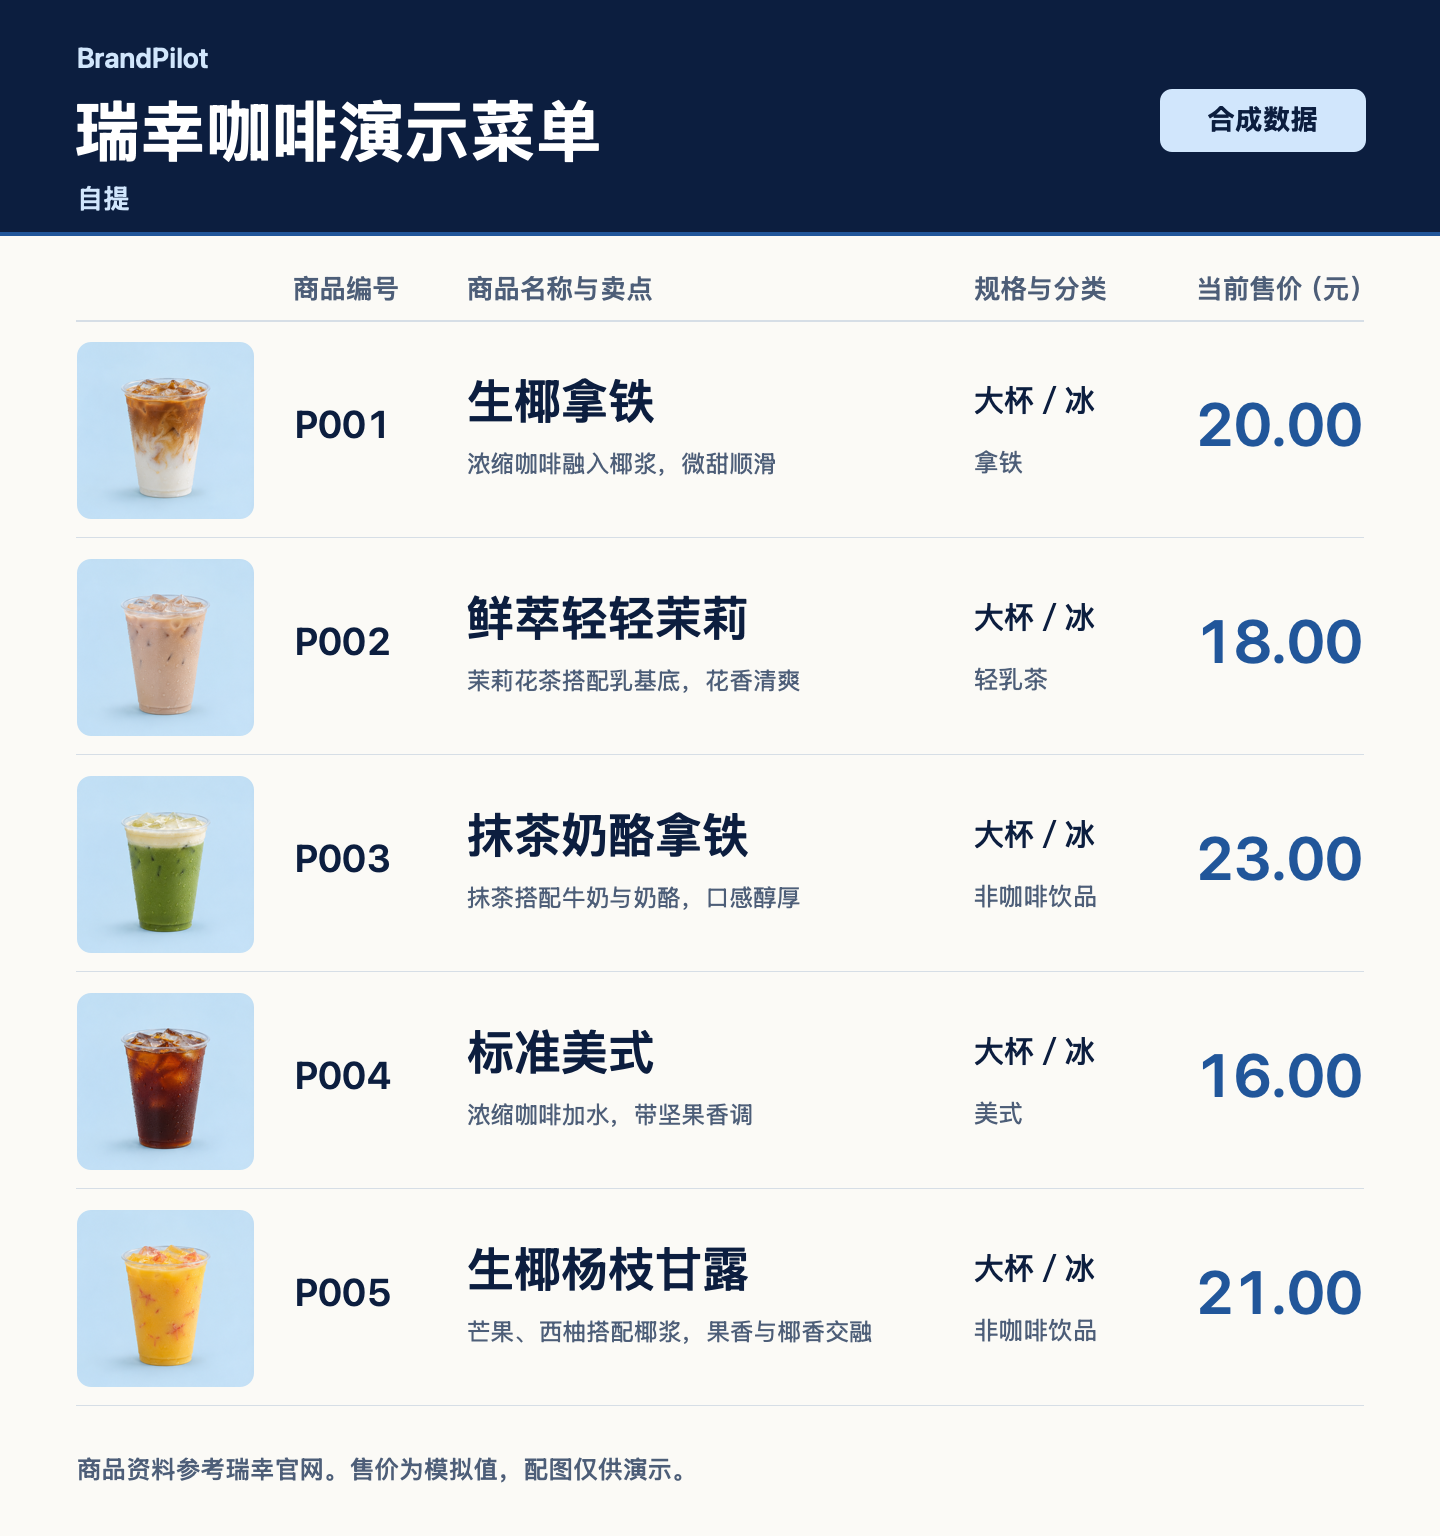 BrandPilot
瑞幸咖啡演示菜单
合成数据
自提
商品编号 商品名称与卖点 规格与分类 当前售价 (元)
P001 生椰拿铁 大杯 / 冰 20.00
浓缩咖啡融入椰浆，微甜顺滑 拿铁
P002 鲜萃轻轻茉莉 大杯 / 冰 18.00
茉莉花茶搭配乳基底，花香清爽 轻乳茶
P003 抹茶奶酪拿铁 大杯 / 冰 23.00
抹茶搭配牛奶与奶酪，口感醇厚 非咖啡饮品
P004 标准美式 大杯 / 冰 16.00
浓缩咖啡加水，带坚果香调 美式
P005 生椰杨枝甘露 大杯 / 冰 21.00
芒果、西柚搭配椰浆，果香与椰香交融 非咖啡饮品
商品资料参考瑞幸官网。售价为模拟值，配图仅供演示。